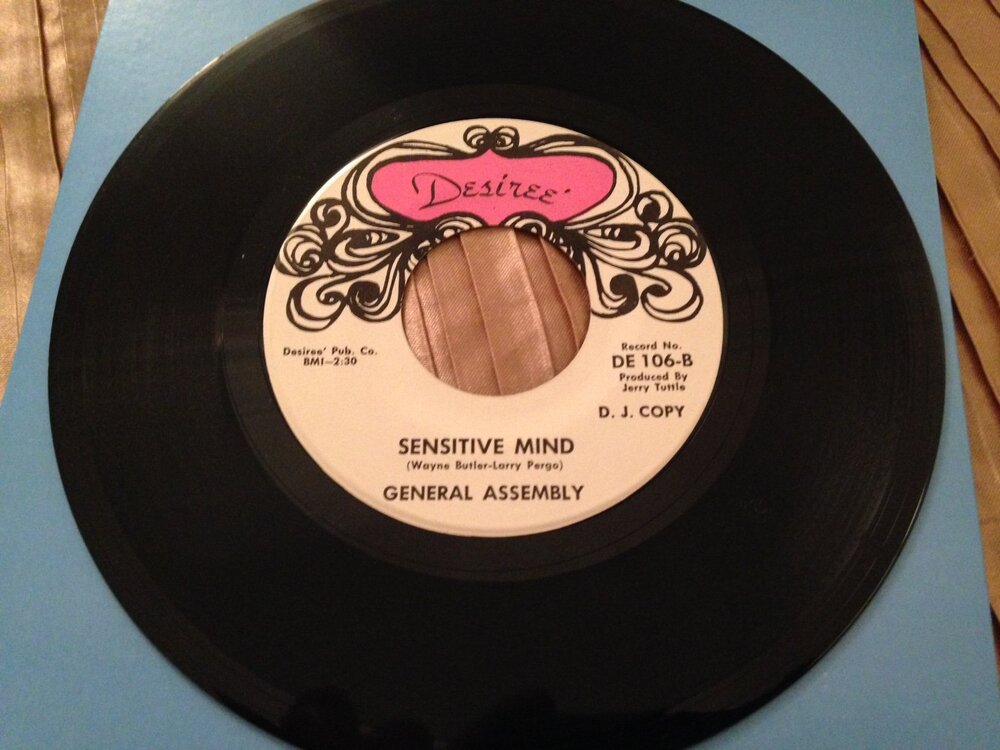 Desireé
Desiree' Pub. Co.
BMI—2:30
Record No.
DE 106-B
Produced By
Jerry Tuttle
D. J. COPY
SENSITIVE MIND
(Wayne Butler-Larry Pergo)
GENERAL ASSEMBLY